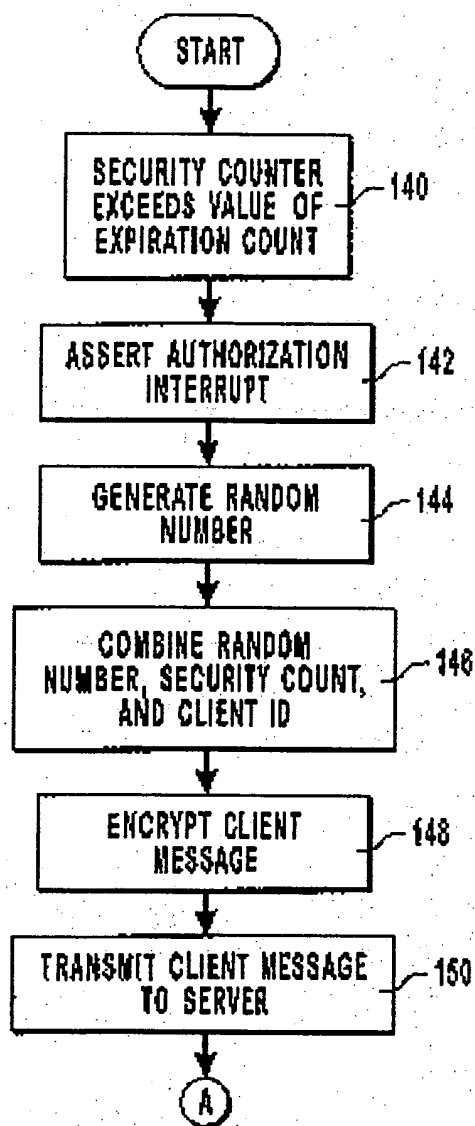 START
SECURITY COUNTER
EXCEEDS VALUE OF
EXPIRATION COUNT
140
ASSERT AUTHORIZATION
INTERRUPT
142
GENERATE RANDOM
NUMBER
144
COMBINE RANDOM
NUMBER, SECURITY COUNT,
AND CLIENT ID
146
ENCRYPT CLIENT
MESSAGE
148
TRANSMIT CLIENT MESSAGE
TO SERVER
150
A